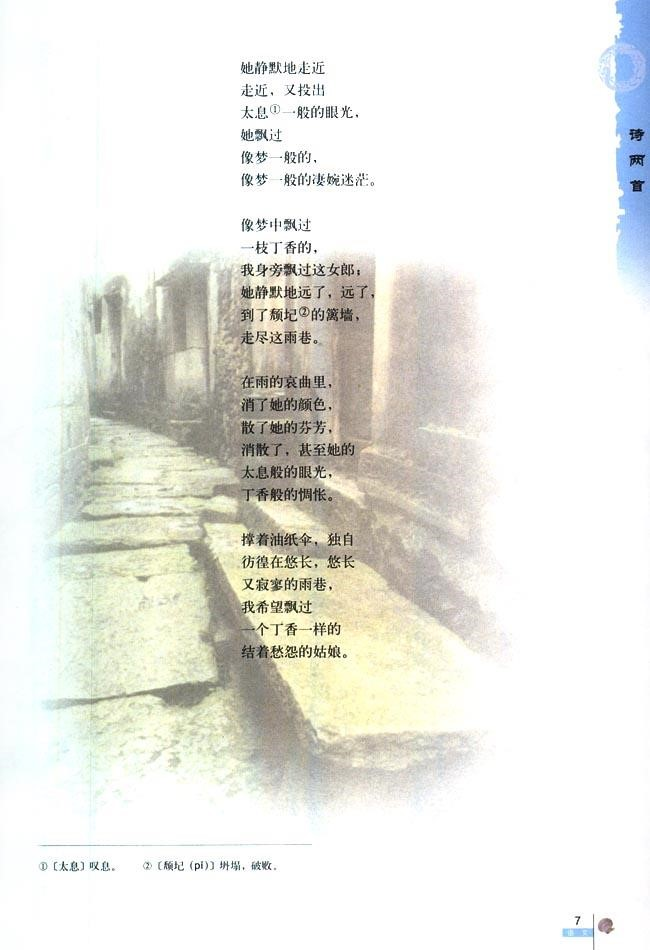 诗两首
她静默地走近
走近，又投出
太息①一般的眼光，
她飘过
像梦一般的，
像梦一般的凄婉迷茫。
像梦中飘过
一枝丁香的，
我身旁飘过这女郎；
她静默地远了，远了，
到了颓圮②的篱墙，
走尽这雨巷。
在雨的哀曲里，
消了她的颜色，
散了她的芬芳，
消散了，甚至她的
太息般的眼光，
丁香般的惆怅。
撑着油纸伞，独自
彷徨在悠长，悠长
又寂寥的雨巷，
我希望飘过
一个丁香一样的
结着愁怨的姑娘。
①〔太息〕叹息。 ②〔颓圮（pǐ）〕坍塌，破败。
7
语 文